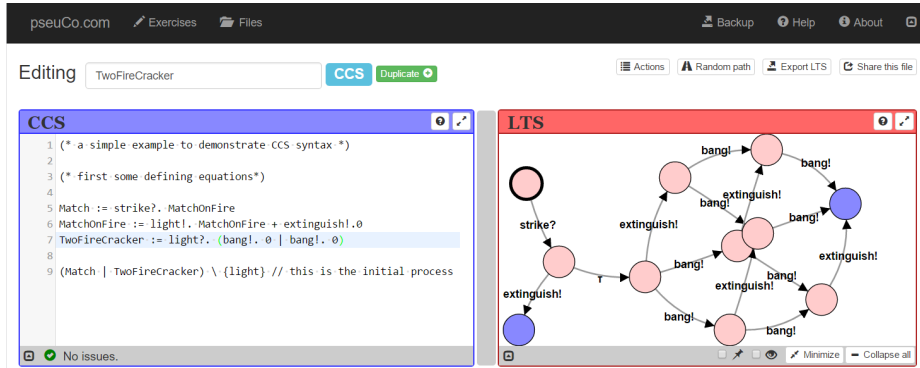 pseuCo.com Exercises Files Backup Help About
Editing TwoFireCracker CCS Duplicate Actions Random path Export LTS Share this file
CCS
1 (* a simple example to demonstrate CCS syntax *)
2
3 (* first some defining equations*)
4
5 Match := strike?. MatchOnFire
6 MatchOnFire := light!. MatchOnFire + extinguish!.0
7 TwoFireCracker := light?. (bang!. 0 | bang!. 0)
8
9 (Match | TwoFireCracker) \ {light} // this is the initial process
No issues.
LTS
bang!
bang!
extinguish!
bang!
strike?
extinguish!
bang!
extinguish!
bang!
τ
bang!
extinguish!
extinguish!
bang!
bang!
Minimize Collapse all